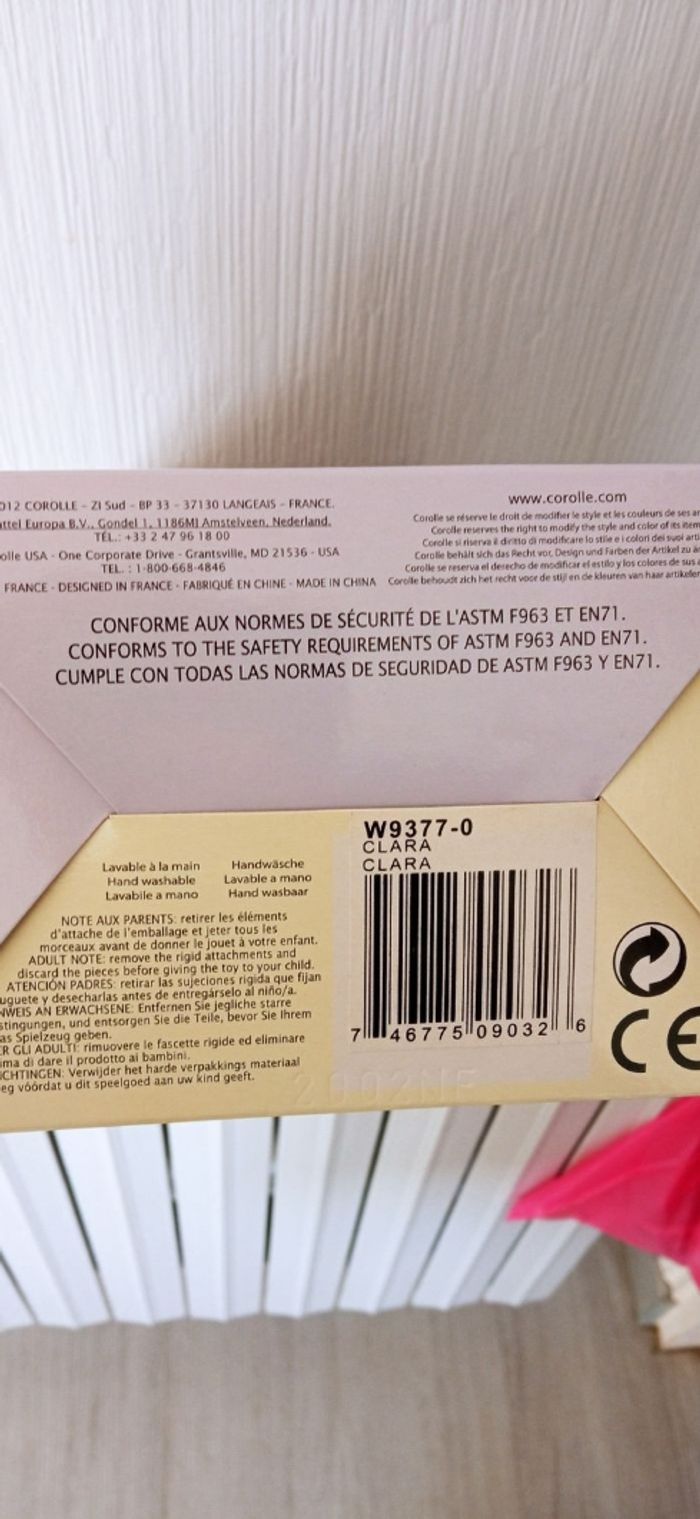 012 COROLLE - ZI Sud - BP 33 - 37130 LANGEAIS - FRANCE.
ttel Europa B.V., Gondel 1, 1186MJ Amstelveen, Nederland.
TÉL.: +33 2 47 96 18 00
olle USA - One Corporate Drive - Grantsville, MD 21536 - USA
TEL. : 1-800-668-4846
FRANCE - DESIGNED IN FRANCE - FABRIQUÉ EN CHINE - MADE IN CHINA
www.corolle.com
Corolle se réserve le droit de modifier le style et les couleurs de ses ar
Corolle reserves the right to modify the style and color of its item
Corolle si riserva il diritto di modificare lo stile e i colori dei suoi arti
Corolle behält sich das Recht vor, Design und Farben der Artikel zu ä
Corolle se reserva el derecho de modificar el estilo y los colores de sus a
Corolle behoudt zich het recht voor de stijl en de kleuren van haar artikelen
CONFORME AUX NORMES DE SÉCURITÉ DE L'ASTM F963 ET EN71.
CONFORMS TO THE SAFETY REQUIREMENTS OF ASTM F963 AND EN71.
CUMPLE CON TODAS LAS NORMAS DE SEGURIDAD DE ASTM F963 Y EN71.
Lavable à la main Handwäsche
Hand washable Lavable a mano
Lavabile a mano Hand wasbaar
NOTE AUX PARENTS: retirer les éléments
d'attache de l'emballage et jeter tous les
morceaux avant de donner le jouet à votre enfant.
ADULT NOTE: remove the rigid attachments and
discard the pieces before giving the toy to your child.
ATENCIÓN PADRES: retirar las sujeciones rigida que fijan
uguete y desecharlas antes de entregárselo al niño/a.
NWEIS AN ERWACHSENE: Entfernen Sie jegliche starre
stingungen, und entsorgen Sie die Teile, bevor Sie Ihrem
as Spielzeug geben.
ER GLI ADULTI: rimuovere le fascette rigide ed eliminare
ima di dare il prodotto ai bambini.
CHTINGEN: Verwijder het harde verpakkings materiaal
eg vóórdat u dit speelgoed aan uw kind geeft.
W9377-0
CLARA
CLARA
7 46775 09032 6
CE